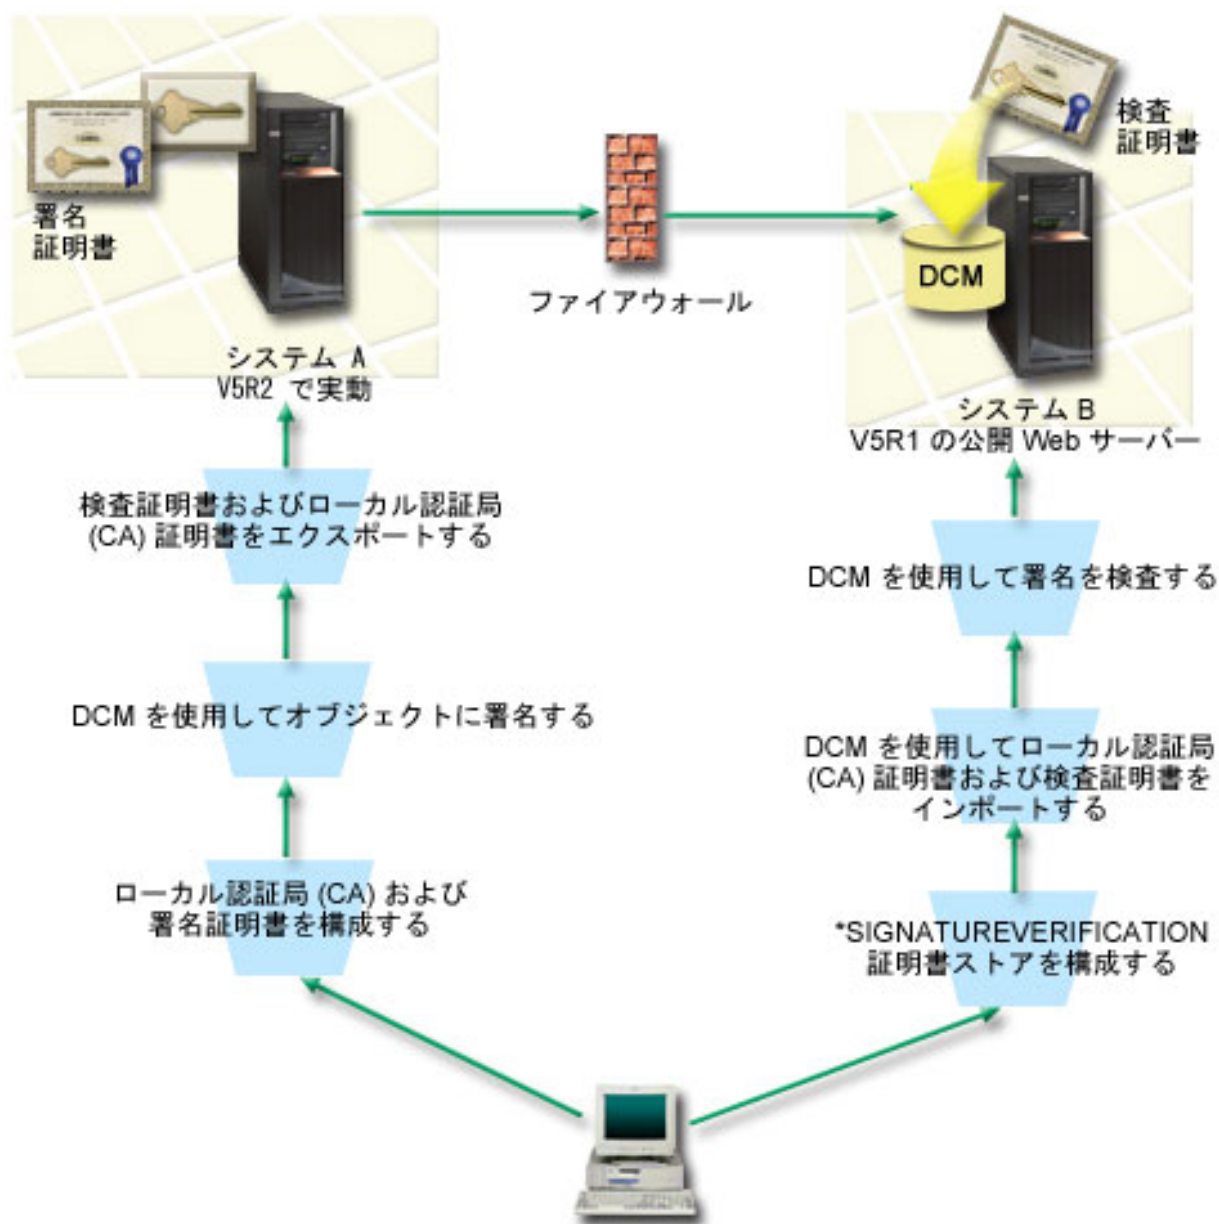 署名
証明書
検査
証明書
DCM
ファイアウォール
システム A
V5R2 で実動
システム B
V5R1 の公開 Web サーバー
検査証明書およびローカル認証局
(CA) 証明書をエクスポートする
DCM を使用してオブジェクトに署名する
ローカル認証局 (CA) および
署名証明書を構成する
DCM を使用して署名を検査する
DCM を使用してローカル認証局
(CA) 証明書および検査証明書を
インポートする
*SIGNATUREVERIFICATION
証明書ストアを構成する